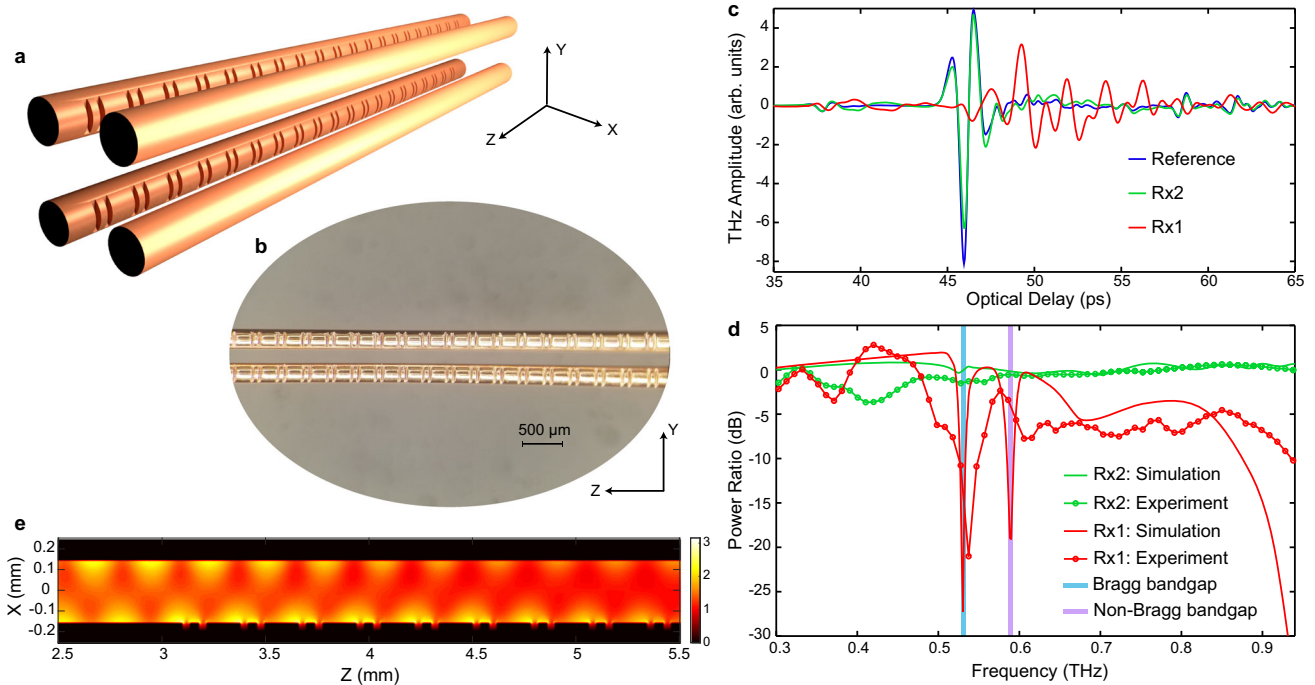 a
Y
Z
X
b
500 μm
Y
Z
c
THz Amplitude (arb. units)
4
2
0
-2
-4
-6
-8
Reference
Rx2
Rx1
35
40
45
50
55
60
65
Optical Delay (ps)
d
Power Ratio (dB)
5
0
-5
-10
-15
-20
-25
-30
Rx2: Simulation
Rx2: Experiment
Rx1: Simulation
Rx1: Experiment
Bragg bandgap
Non-Bragg bandgap
0.3
0.4
0.5
0.6
0.7
0.8
0.9
Frequency (THz)
e
X (mm)
0.2
0.1
0
-0.1
-0.2
3
2
1
0
2.5
3
3.5
4
4.5
5
5.5
Z (mm)